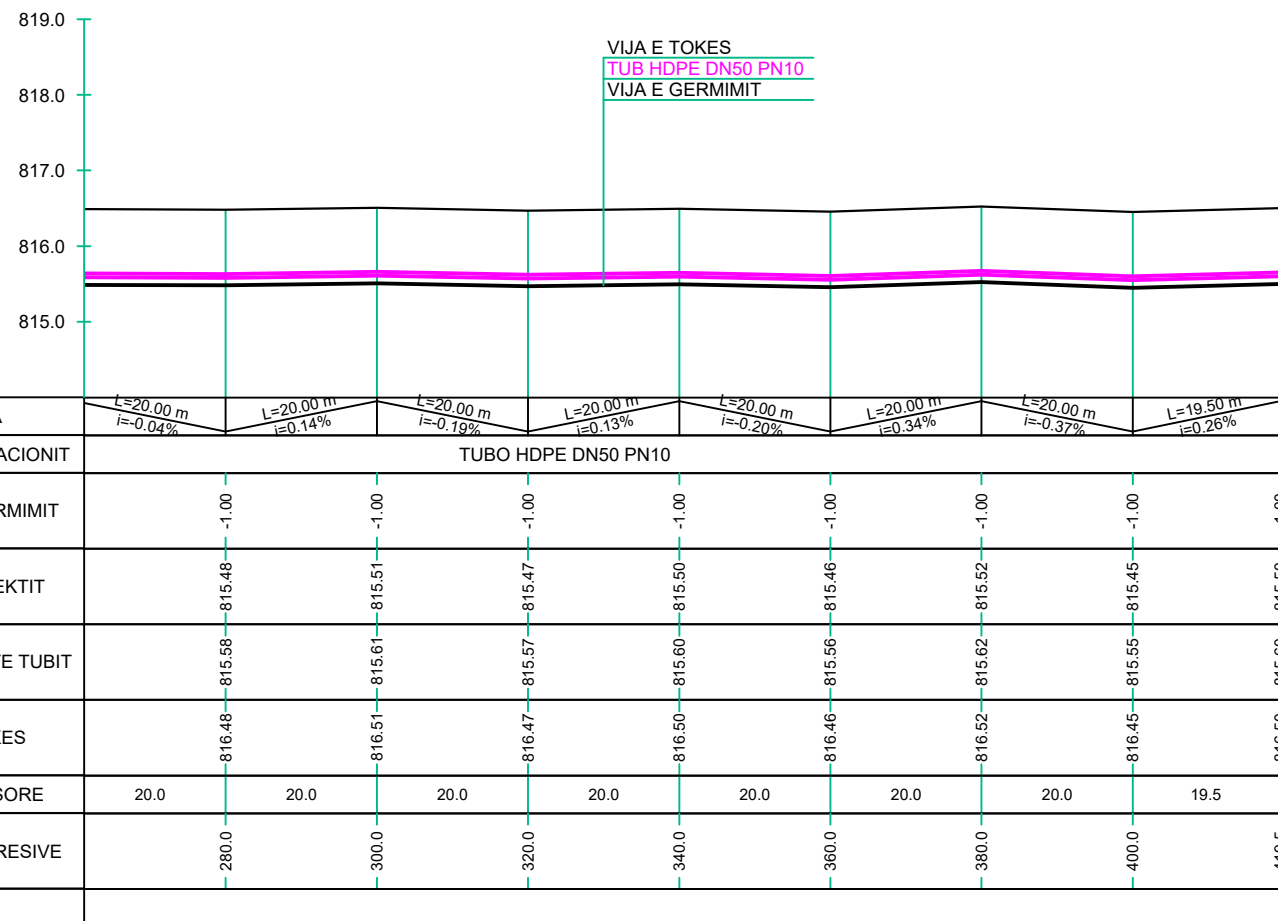 819.0
818.0
817.0
816.0
815.0
VIJA E TOKES
TUB HDPE DN50 PN10
VIJA E GERMIMIT
L=20.00 m L=20.00 m L=20.00 m L=20.00 m L=20.00 m L=20.00 m L=20.00 m L=19.50 m
i=-0.04% i=0.14% i=-0.19% i=0.13% i=-0.20% i=0.34% i=-0.37% i=0.26%
ACIONIT TUBO HDPE DN50 PN10
RMIMIT -1.00 -1.00 -1.00 -1.00 -1.00 -1.00 -1.00
EKTIT 815.48 815.51 815.47 815.50 815.46 815.52 815.45
E TUBIT 815.58 815.61 815.57 815.60 815.56 815.62 815.55
ES 816.48 816.51 816.47 816.50 816.46 816.52 816.45
SORE 20.0 20.0 20.0 20.0 20.0 20.0 20.0 19.5
RESIVE 280.0 300.0 320.0 340.0 360.0 380.0 400.0